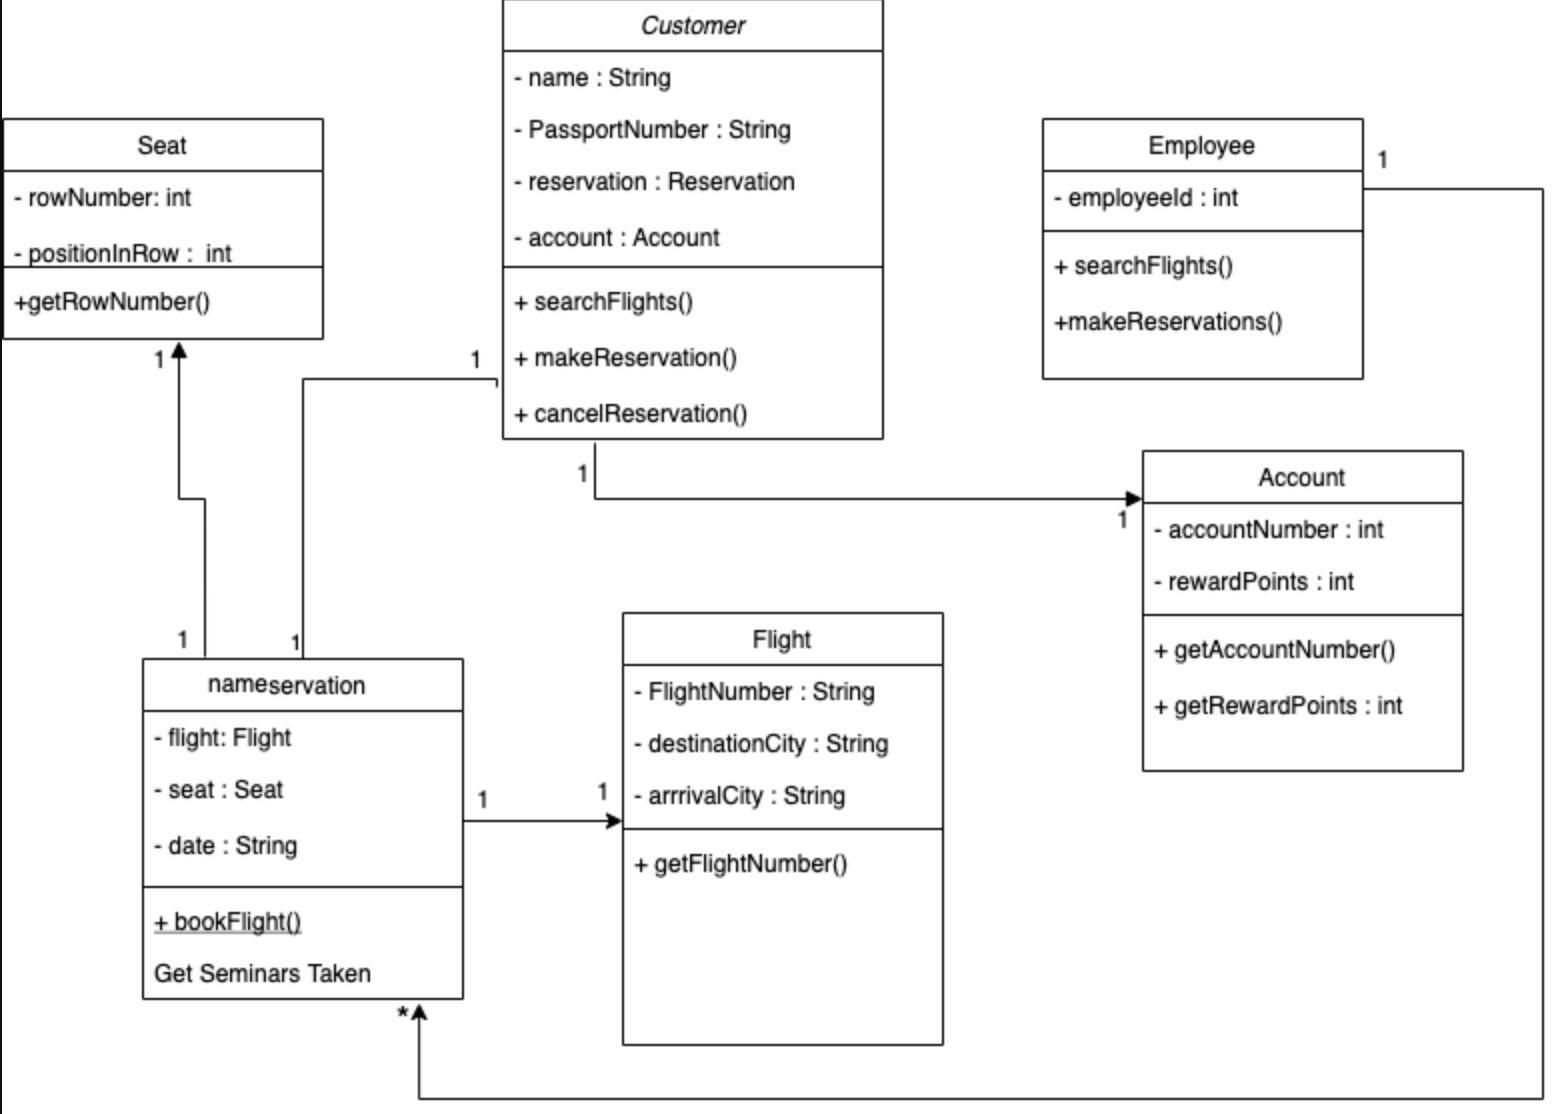 Customer
- name : String
- PassportNumber : String
- reservation : Reservation
- account : Account
+ searchFlights()
+ makeReservation()
+ cancelReservation()
Seat
- rowNumber: int
- positionInRow : int
+getRowNumber()
Employee
- employeeId : int
+ searchFlights()
+makeReservations()
1
1
1
1
1
Account
- accountNumber : int
- rewardPoints : int
+ getAccountNumber()
+ getRewardPoints : int
1
1
nameservation
- flight: Flight
- seat : Seat
- date : String
+ bookFlight()
Get Seminars Taken
1
1
Flight
- FlightNumber : String
- destinationCity : String
- arrrivalCity : String
+ getFlightNumber()
*